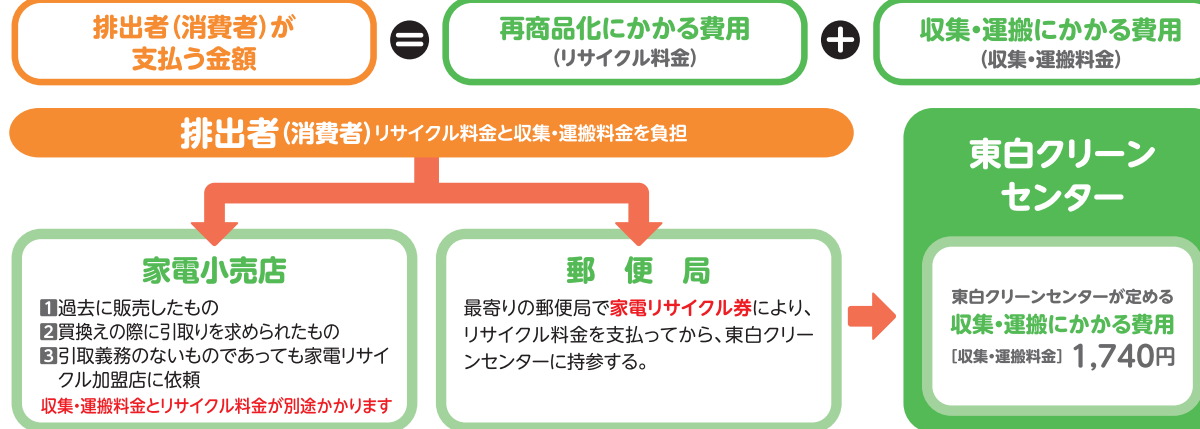 排出者(消費者)が
支払う金額
=
再商品化にかかる費用
(リサイクル料金)
+
収集・運搬にかかる費用
(収集・運搬料金)
排出者(消費者)リサイクル料金と収集・運搬料金を負担
家電小売店
1過去に販売したもの
2買換えの際に引取りを求められたもの
3引取義務のないものであっても家電リサイ
クル加盟店に依頼
収集・運搬料金とリサイクル料金が別途かかります
郵便局
最寄りの郵便局で家電リサイクル券により、
リサイクル料金を支払ってから、東白クリー
ンセンターに持参する。
東白クリーン
センター
東白クリーンセンターが定める
収集・運搬にかかる費用
[収集・運搬料金] 1,740円